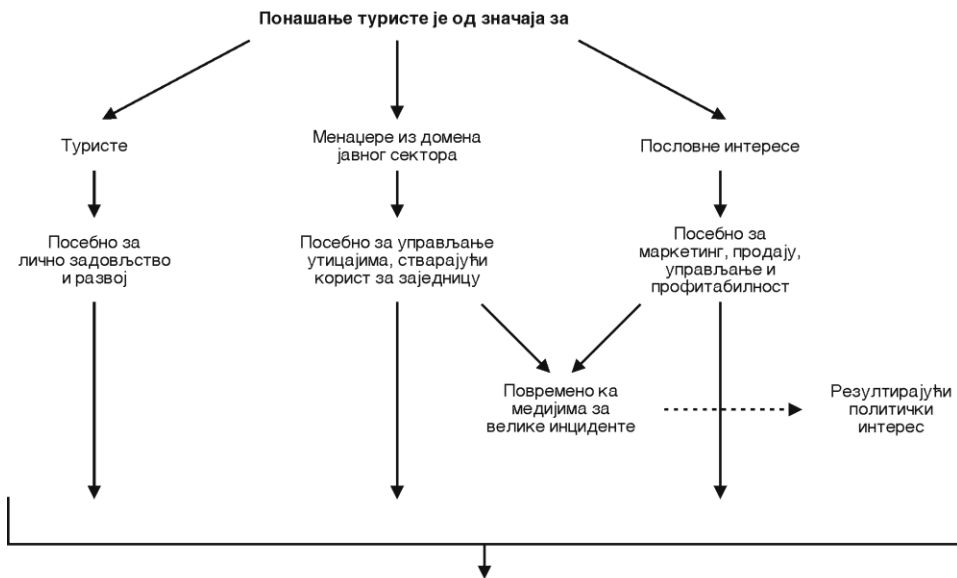 Понашање туристе је од значаја за
Туристе
Менаџере из домена
јавног сектора
Пословне интересе
Посебно за
лично задовљство
и развој
Посебно за управљање
утицајима, стварајући
корист за заједницу
Посебно за
маркетинг, продају,
управљање и
профитабилност
Повремено ка
медијима за
велике инциденте
Резултирајући
политички
интерес